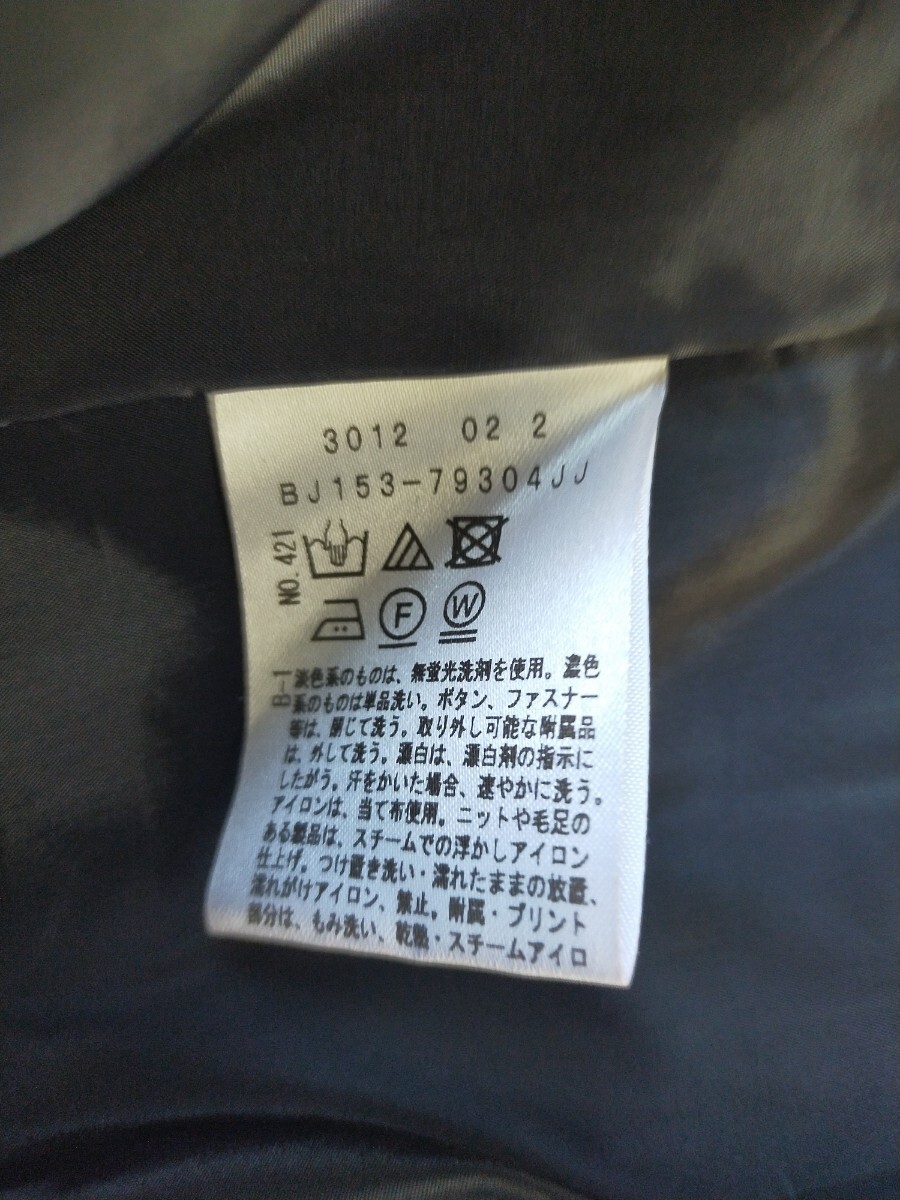 3012 02 2
BJ153-79304JJ
NO.421
F W
B-1
淡色系のものは、無蛍光洗剤を使用。濃色
系のものは単品洗い。ボタン、ファスナー
等は、閉じて洗う。取り外し可能な附属品
は、外して洗う。漂白は、漂白剤の指示に
したがう。汗をかいた場合、速やかに洗う。
アイロンは、当て布使用。ニットや毛足の
ある製品は、スチームでの浮かしアイロン
仕上げ。つけ置き洗い・濡れたままの放置、
濡れがけアイロン、禁止。附属・プリント
部分は、もみ洗い、乾熱・スチームアイロ